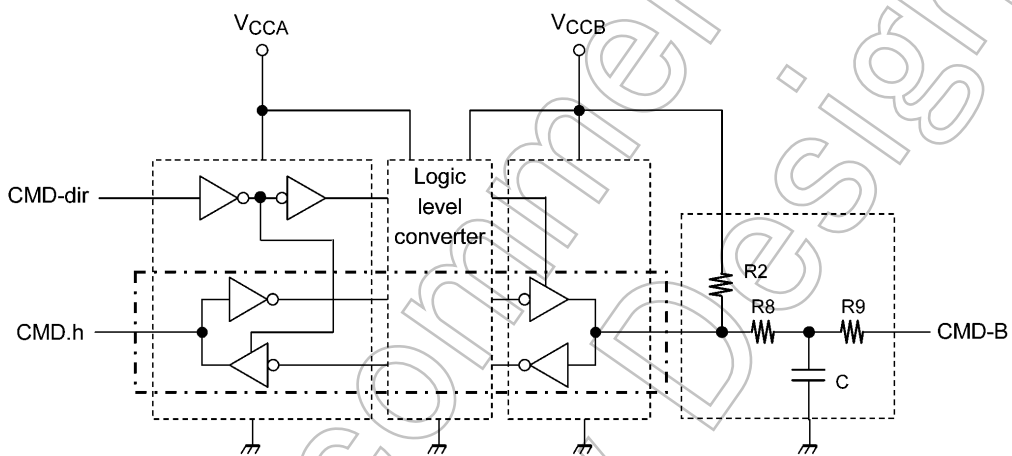 VCCA
VCCB
CMD-dir
Logic
level
converter
R2
CMD.h
R8
R9
CMD-B
C